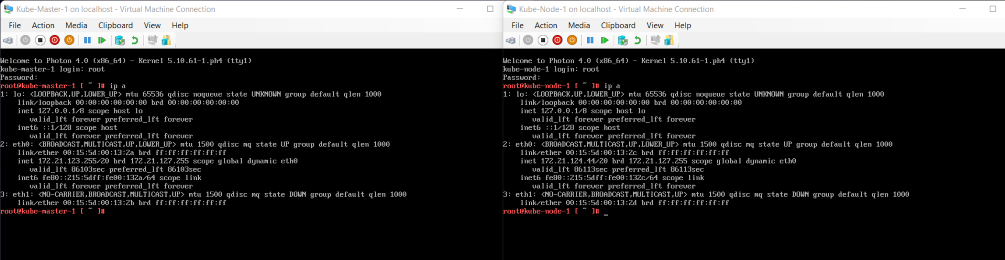 Kube-Master-1 on localhost - Virtual Machine Connection
File Action Media Clipboard View Help
Welcome to Photon 4.0 (x86_64) - Kernel 5.10.61-1.ph4 (tty1)
kube-master-1 login: root
Password:
root@kube-master-1 [ ~ ]# ip a
1: lo: <LOOPBACK,UP,LOWER_UP> mtu 65536 qdisc noqueue state UNKNOWN group default qlen 1000
link/loopback 00:00:00:00:00:00 brd 00:00:00:00:00:00
inet 127.0.0.1/8 scope host lo
valid_lft forever preferred_lft forever
inet6 ::1/128 scope host
valid_lft forever preferred_lft forever
2: eth0: <BROADCAST,MULTICAST,UP,LOWER_UP> mtu 1500 qdisc mq state UP group default qlen 1000
link/ether 00:15:5d:00:13:2a brd ff:ff:ff:ff:ff:ff
inet 172.21.123.255/20 brd 172.21.127.255 scope global dynamic eth0
valid_lft 86103sec preferred_lft 86103sec
inet6 fe80::215:5dff:fe00:132a/64 scope link
valid_lft forever preferred_lft forever
3: eth1: <NO-CARRIER,BROADCAST,MULTICAST,UP> mtu 1500 qdisc mq state DOWN group default qlen 1000
link/ether 00:15:5d:00:13:2b brd ff:ff:ff:ff:ff:ff
root@kube-master-1 [ ~ ]#
Kube-Node-1 on localhost - Virtual Machine Connection
File Action Media Clipboard View Help
Welcome to Photon 4.0 (x86_64) - Kernel 5.10.61-1.ph4 (tty1)
kube-node-1 login: root
Password:
root@kube-node-1 [ ~ ]# ip a
1: lo: <LOOPBACK,UP,LOWER_UP> mtu 65536 qdisc noqueue state UNKNOWN group default qlen 1000
link/loopback 00:00:00:00:00:00 brd 00:00:00:00:00:00
inet 127.0.0.1/8 scope host lo
valid_lft forever preferred_lft forever
inet6 ::1/128 scope host
valid_lft forever preferred_lft forever
2: eth0: <BROADCAST,MULTICAST,UP,LOWER_UP> mtu 1500 qdisc mq state UP group default qlen 1000
link/ether 00:15:5d:00:13:2c brd ff:ff:ff:ff:ff:ff
inet 172.21.124.44/20 brd 172.21.127.255 scope global dynamic eth0
valid_lft 86113sec preferred_lft 86113sec
inet6 fe80::215:5dff:fe00:132c/64 scope link
valid_lft forever preferred_lft forever
3: eth1: <NO-CARRIER,BROADCAST,MULTICAST,UP> mtu 1500 qdisc mq state DOWN group default qlen 1000
link/ether 00:15:5d:00:13:2d brd ff:ff:ff:ff:ff:ff
root@kube-node-1 [ ~ ]# _